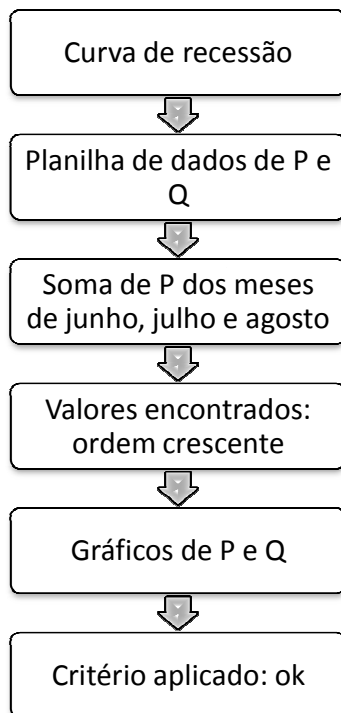 Curva de recessão
Planilha de dados de P e
Q
Soma de P dos meses
de junho, julho e agosto
Valores encontrados:
ordem crescente
Gráficos de P e Q
Critério aplicado: ok